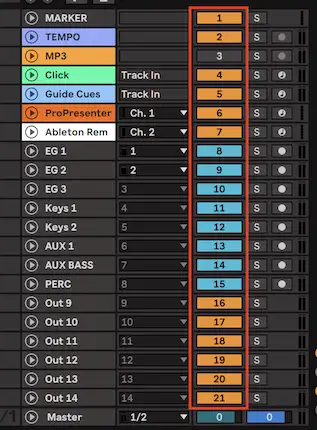 MARKER 1 S
TEMPO 2 S
MP3 3 S
Click Track In 4 S
Guide Cues Track In 5 S
ProPresenter Ch. 1 6 S
Ableton Rem Ch. 2 7 S
EG 1 1 8 S
EG 2 2 9 S
EG 3 3 10 S
Keys 1 4 11 S
Keys 2 5 12 S
AUX 1 6 13 S
AUX BASS 7 14 S
PERC 8 15 S
Out 9 9 16 S
Out 10 10 17 S
Out 11 11 18 S
Out 12 12 19 S
Out 13 13 20 S
Out 14 14 21 S
/1 Master 1/2 0 0